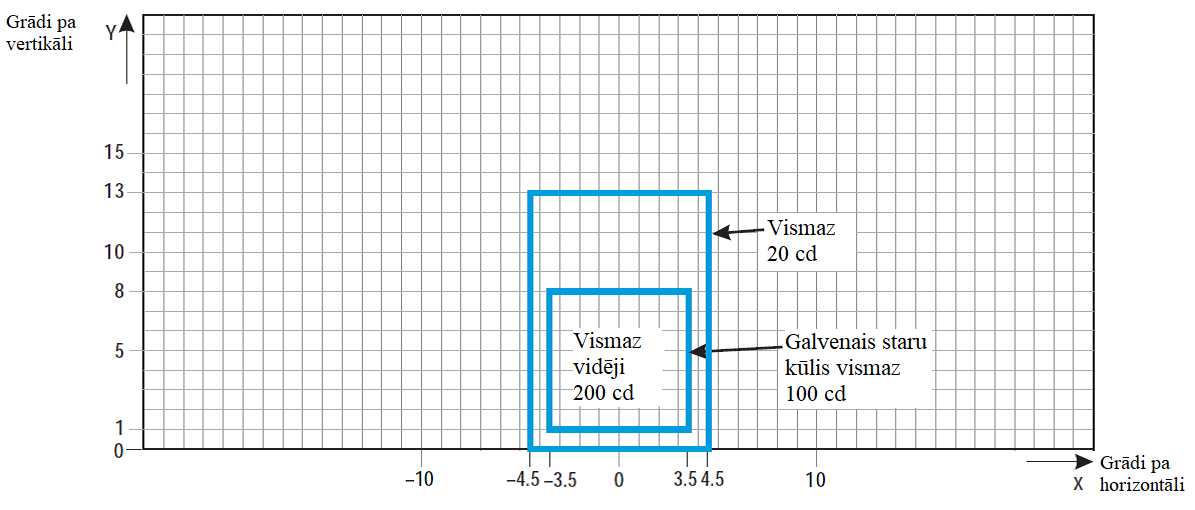 Grādi pa
vertikāli
Y
15
13
10
8
5
1
0
Vismaz
20 cd
Vismaz
vidēji
200 cd
Galvenais staru
kūlis vismaz
100 cd
–10
–4.5
–3.5
0
3.5
4.5
10
X
Grādi pa
horizontāli